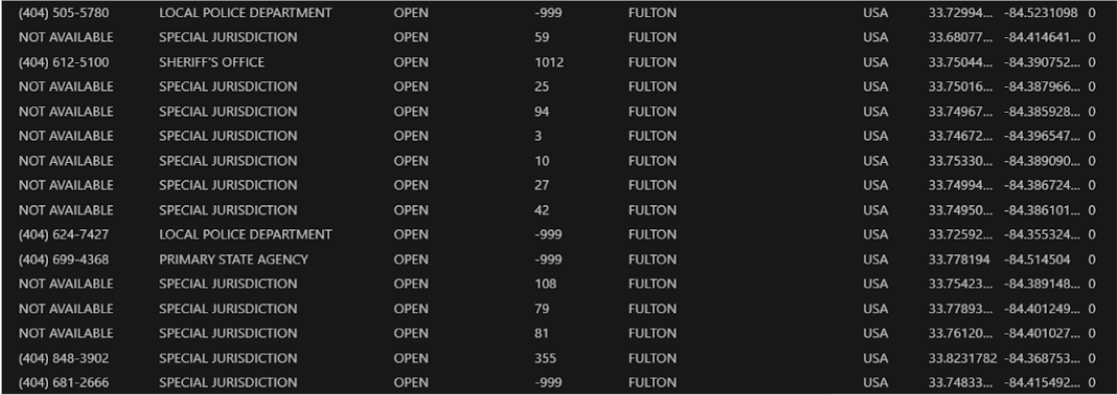 (404) 505-5780 LOCAL POLICE DEPARTMENT OPEN -999 FULTON USA 33.72994... -84.5231098 0
NOT AVAILABLE SPECIAL JURISDICTION OPEN 59 FULTON USA 33.68077... -84.414641... 0
(404) 612-5100 SHERIFF'S OFFICE OPEN 1012 FULTON USA 33.75044... -84.390752... 0
NOT AVAILABLE SPECIAL JURISDICTION OPEN 25 FULTON USA 33.75016... -84.387966... 0
NOT AVAILABLE SPECIAL JURISDICTION OPEN 94 FULTON USA 33.74967... -84.385928... 0
NOT AVAILABLE SPECIAL JURISDICTION OPEN 3 FULTON USA 33.74672... -84.396547... 0
NOT AVAILABLE SPECIAL JURISDICTION OPEN 10 FULTON USA 33.75330... -84.389090... 0
NOT AVAILABLE SPECIAL JURISDICTION OPEN 27 FULTON USA 33.74994... -84.386724... 0
NOT AVAILABLE SPECIAL JURISDICTION OPEN 42 FULTON USA 33.74950... -84.386101... 0
(404) 624-7427 LOCAL POLICE DEPARTMENT OPEN -999 FULTON USA 33.72592... -84.355324... 0
(404) 699-4368 PRIMARY STATE AGENCY OPEN -999 FULTON USA 33.778194 -84.514504 0
NOT AVAILABLE SPECIAL JURISDICTION OPEN 108 FULTON USA 33.75423... -84.389148... 0
NOT AVAILABLE SPECIAL JURISDICTION OPEN 79 FULTON USA 33.77893... -84.401249... 0
NOT AVAILABLE SPECIAL JURISDICTION OPEN 81 FULTON USA 33.76120... -84.401027... 0
(404) 848-3902 SPECIAL JURISDICTION OPEN 355 FULTON USA 33.8231782 -84.368753... 0
(404) 681-2666 SPECIAL JURISDICTION OPEN -999 FULTON USA 33.74833... -84.415492... 0